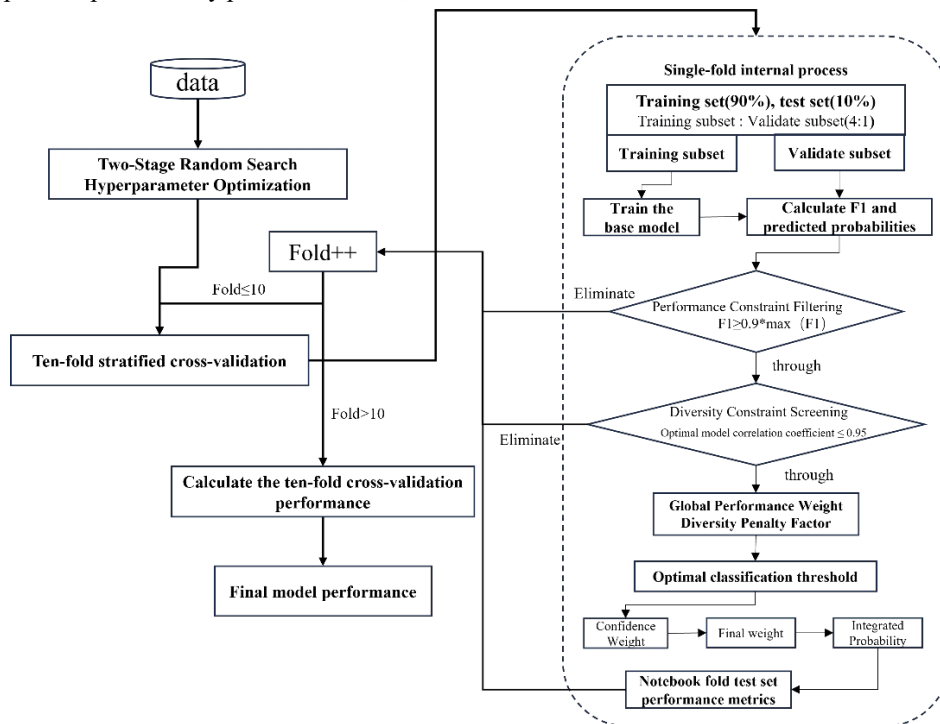 data
Two-Stage Random Search
Hyperparameter Optimization
Fold++
Fold≤10
Ten-fold stratified cross-validation
Fold>10
Calculate the ten-fold cross-validation
performance
Final model performance
Single-fold internal process
Training set(90%), test set(10%)
Training subset : Validate subset(4:1)
Training subset
Validate subset
Train the
base model
Calculate F1 and
predicted probabilities
Eliminate
Performance Constraint Filtering
F1≥0.9*max（F1）
through
Diversity Constraint Screening
Optimal model correlation coefficient ≤ 0.95
Eliminate
through
Global Performance Weight
Diversity Penalty Factor
Optimal classification threshold
Confidence
Weight
Final weight
Integrated
Probability
Notebook fold test set
performance metrics